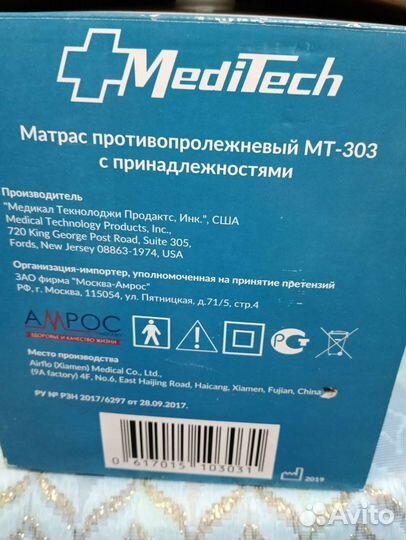 MediTech
Матрас противопролежневый МТ-303
с принадлежностями
Производитель
"Медикал Текнолоджи Продактс, Инк.", США
Medical Technology Products, Inc.,
720 King George Post Road, Suite 305,
Fords, New Jersey 08863-1974, USA
Организация-импортер, уполномоченная на принятие претензий
ЗАО фирма "Москва-Амрос"
РФ, г. Москва, 115054, ул. Пятницкая, д.71/5, стр.4
АМРОС
ЗДОРОВЬЕ И КАЧЕСТВО ЖИЗНИ
Место производства
Airflo (Xiamen) Medical Co., Ltd.,
(9A factory) 4F, No.6, East Haijing Road, Haicang, Xiamen, Fujian, China
РУ № РЗН 2017/6297 от 28.09.2017.
0 617015 103031
2019
Avito